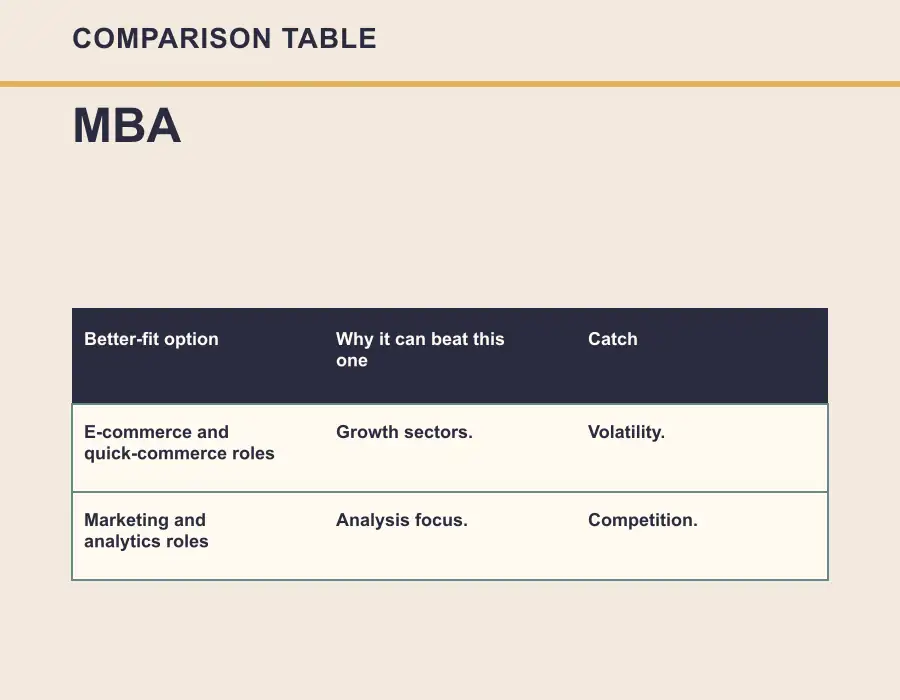 COMPARISON TABLE
MBA
Better-fit option
Why it can beat this
one
Catch
E-commerce and
quick-commerce roles
Growth sectors.
Volatility.
Marketing and
analytics roles
Analysis focus.
Competition.